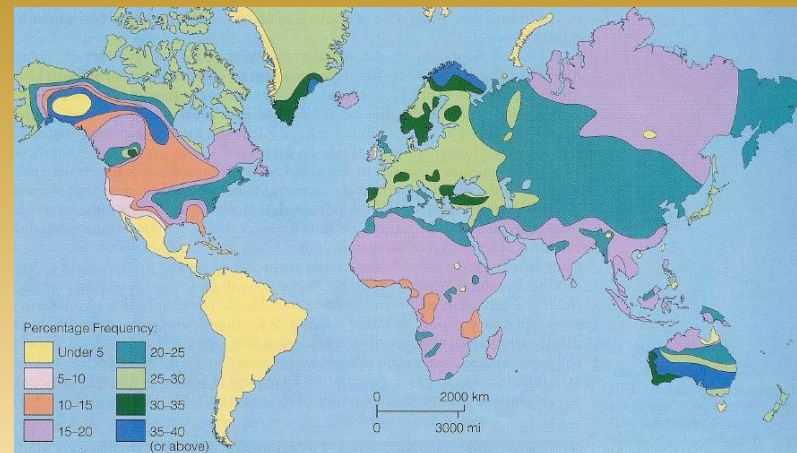 Percentage Frequency:
Under 5
5–10
10–15
15–20
20–25
25–30
30–35
35–40
(or above)
0 2000 km
0 3000 mi